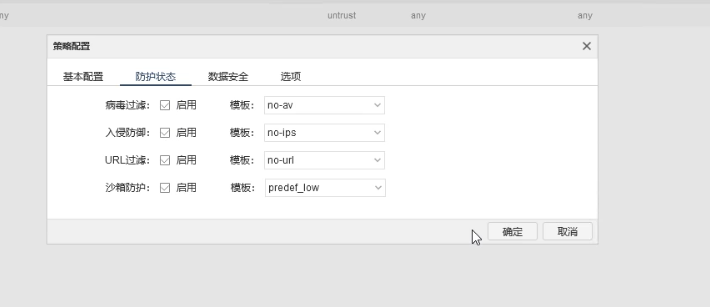 ny untrust any any
策略配置
基本配置 防护状态 数据安全 选项
病毒过滤: 启用 模板: no-av
入侵防御: 启用 模板: no-ips
URL过滤: 启用 模板: no-url
沙箱防护: 启用 模板: predef_low
确定 取消